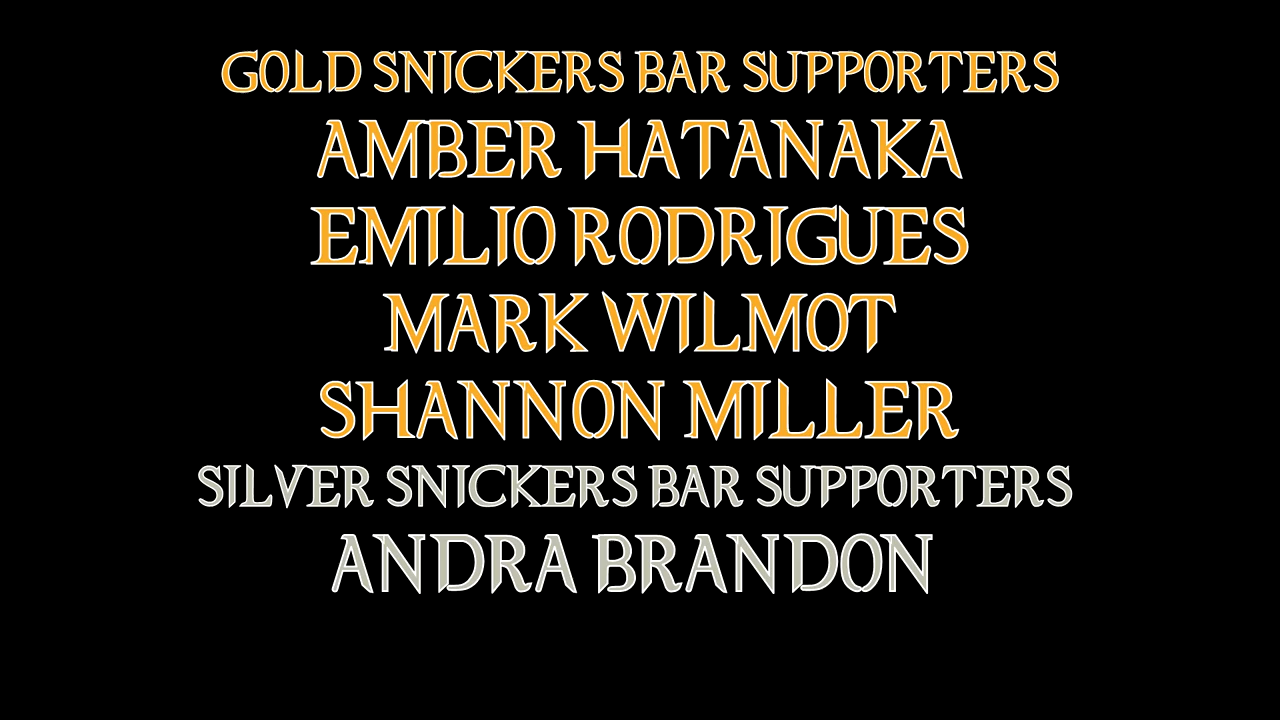 GOLD SNICKERS BAR SUPPORTERS
AMBER HATANAKA
EMILIO RODRIGUES
MARK WILMOT
SHANNON MILLER
SILVER SNICKERS BAR SUPPORTERS
ANDRA BRANDON